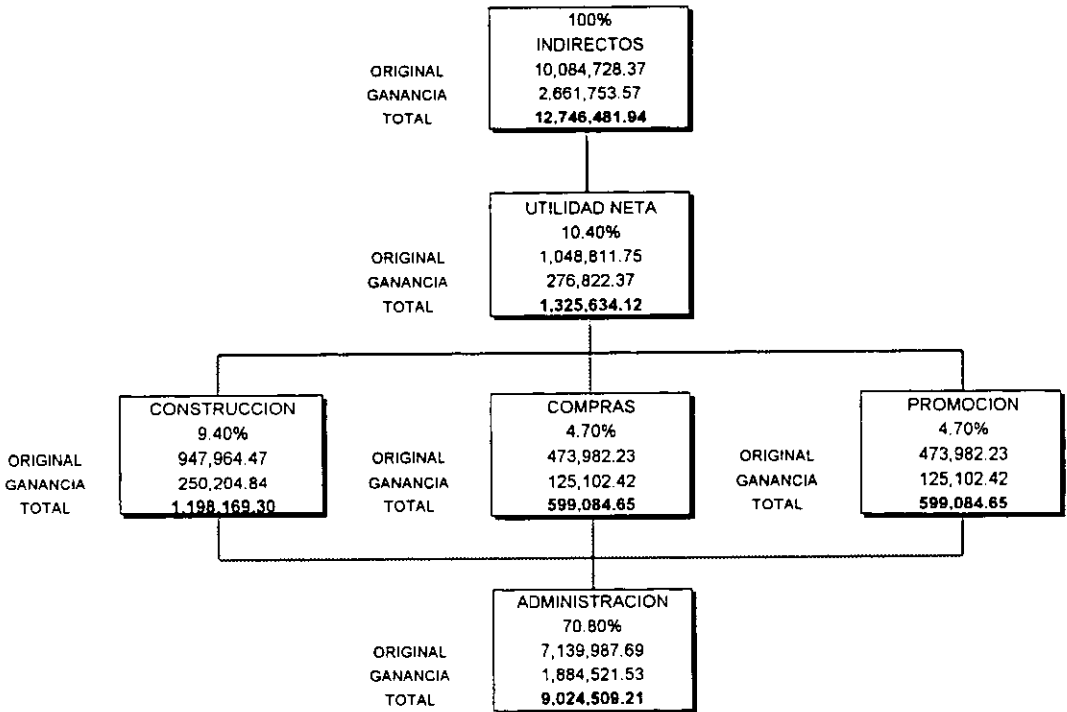 100%
INDIRECTOS
ORIGINAL 10,084,728.37
GANANCIA 2,661,753.57
TOTAL 12,746,481.94
UTILIDAD NETA
10.40%
ORIGINAL 1,048,811.75
GANANCIA 276,822.37
TOTAL 1,325,634.12
CONSTRUCCION
9.40%
ORIGINAL 947,964.47
GANANCIA 250,204.84
TOTAL 1,198,169.30
COMPRAS
4.70%
ORIGINAL 473,982.23
GANANCIA 125,102.42
TOTAL 599,084.65
PROMOCION
4.70%
ORIGINAL 473,982.23
GANANCIA 125,102.42
TOTAL 599,084.65
ADMINISTRACION
70.80%
ORIGINAL 7,139,987.69
GANANCIA 1,884,521.53
TOTAL 9,024,509.21